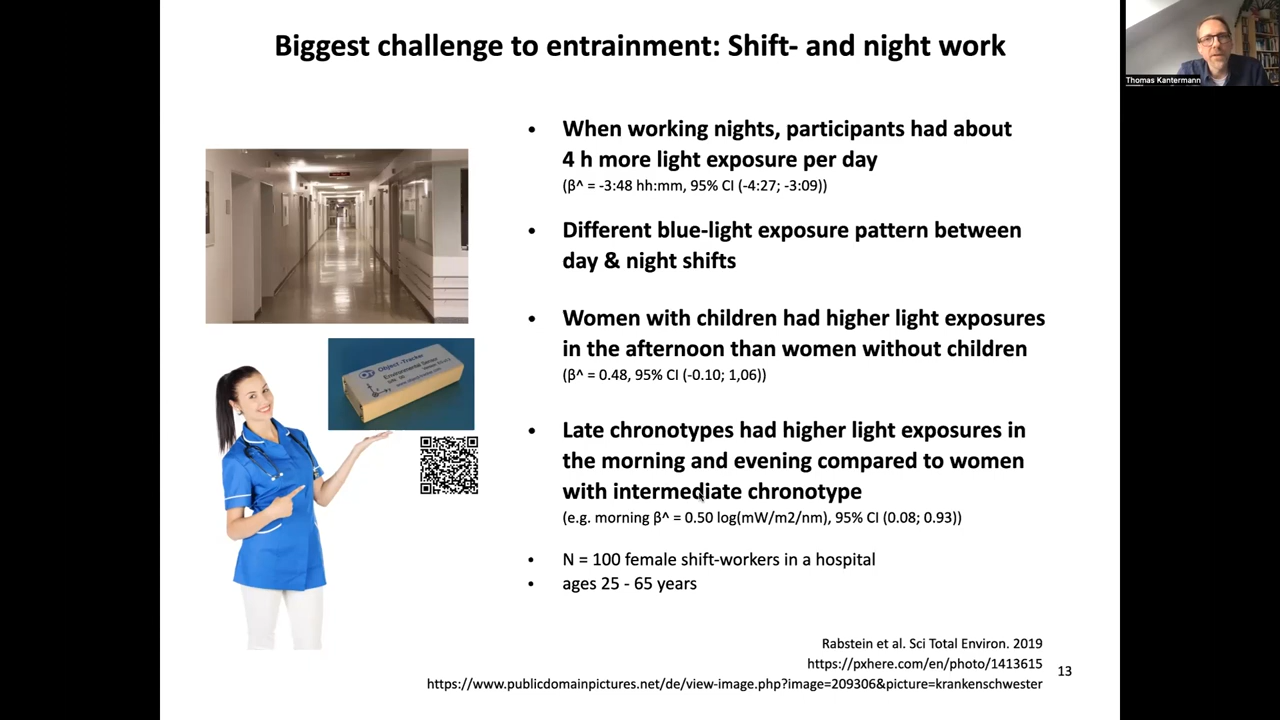 Biggest challenge to entrainment: Shift- and night work
Thomas Kantermann
• When working nights, participants had about
4 h more light exposure per day
(β^ = -3:48 hh:mm, 95% CI (-4:27; -3:09))
• Different blue-light exposure pattern between
day & night shifts
• Women with children had higher light exposures
in the afternoon than women without children
(β^ = 0.48, 95% CI (-0.10; 1,06))
• Late chronotypes had higher light exposures in
the morning and evening compared to women
with intermediate chronotype
(e.g. morning β^ = 0.50 log(mW/m2/nm), 95% CI (0.08; 0.93))
• N = 100 female shift-workers in a hospital
• ages 25 - 65 years
Object-Tracker
Environmental Sensor
Rabstein et al. Sci Total Environ. 2019
https://pxhere.com/en/photo/1413615
https://www.publicdomainpictures.net/de/view-image.php?image=209306&picture=krankenschwester
13